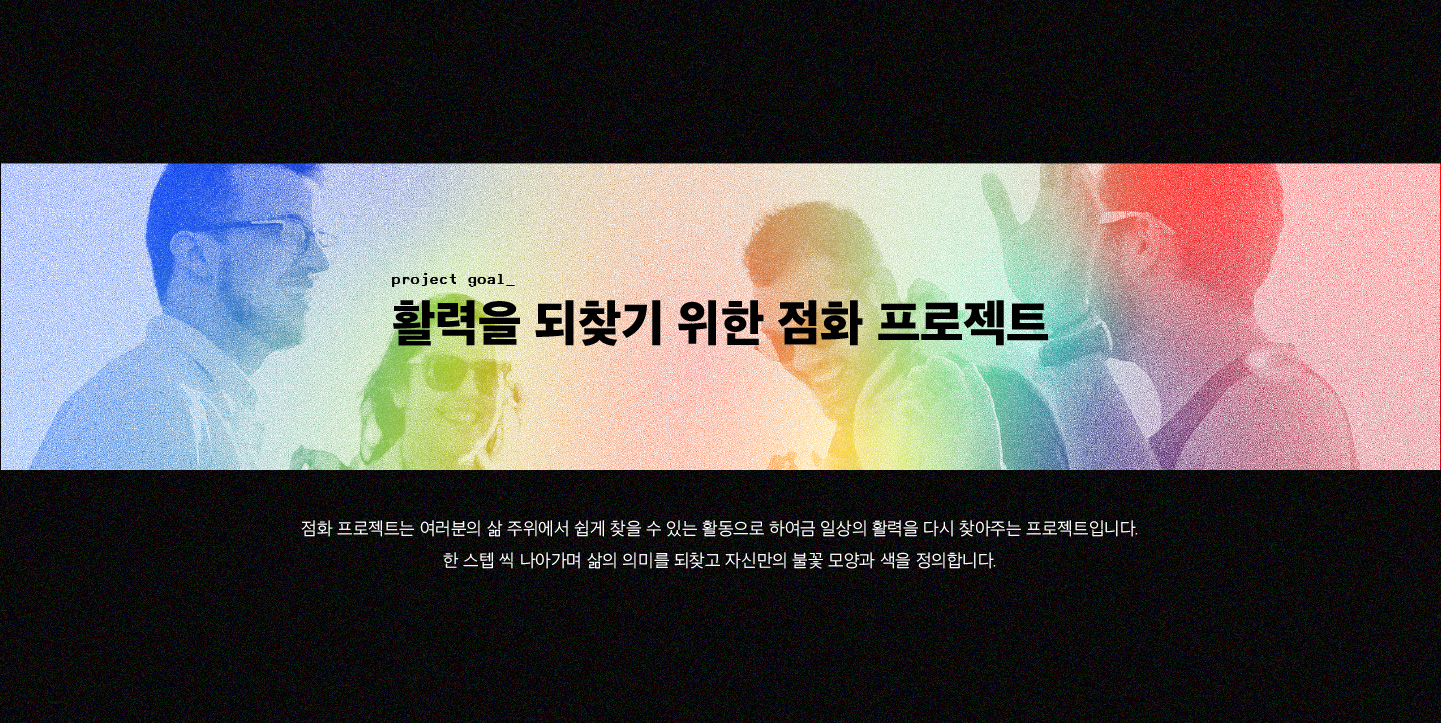 project goal_
활력을 되찾기 위한 점화 프로젝트
점화 프로젝트는 여러분의 삶 주위에서 쉽게 찾을 수 있는 활동으로 하여금 일상의 활력을 다시 찾아주는 프로젝트입니다.
한 스텝 씩 나아가며 삶의 의미를 되찾고 자신만의 불꽃 모양과 색을 정의합니다.